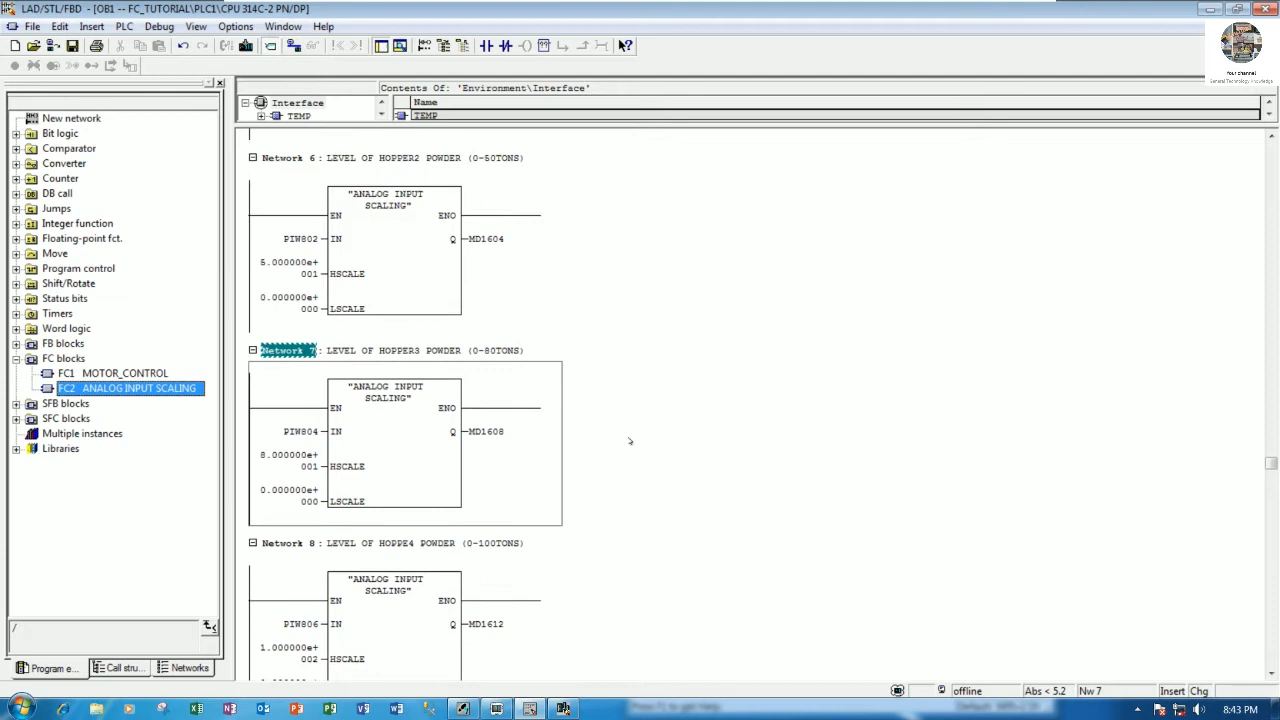 LAD/STL/FBD - [OB1 -- FC_TUTORIAL\PLC1\CPU 314C-2 PN/DP]
File Edit Insert PLC Debug View Options Window Help
Your channel
General Technology knowledge
Contents Of: 'Environment\Interface'
Interface
Name
TEMP
TEMP
New network
Bit logic
Comparator
Converter
Counter
DB call
Jumps
Integer function
Floating-point fct.
Move
Program control
Shift/Rotate
Status bits
Timers
Word logic
FB blocks
FC blocks
FC1 MOTOR_CONTROL
FC2 ANALOG INPUT SCALING
SFB blocks
SFC blocks
Multiple instances
Libraries
/
Program e...
Call stru...
Networks
Network 6 : LEVEL OF HOPPER2 POWDER (0-50TONS)
"ANALOG INPUT
SCALING"
EN ENO
PIW802 IN Q MD1604
5.000000e+
001 HSCALE
0.000000e+
000 LSCALE
Network 7 : LEVEL OF HOPPER3 POWDER (0-80TONS)
"ANALOG INPUT
SCALING"
EN ENO
PIW804 IN Q MD1608
8.000000e+
001 HSCALE
0.000000e+
000 LSCALE
Network 8 : LEVEL OF HOPPE4 POWDER (0-100TONS)
"ANALOG INPUT
SCALING"
EN ENO
PIW806 IN Q MD1612
1.000000e+
002 HSCALE
offline Abs < 5.2 Nw 7 Insert Chg
8:43 PM